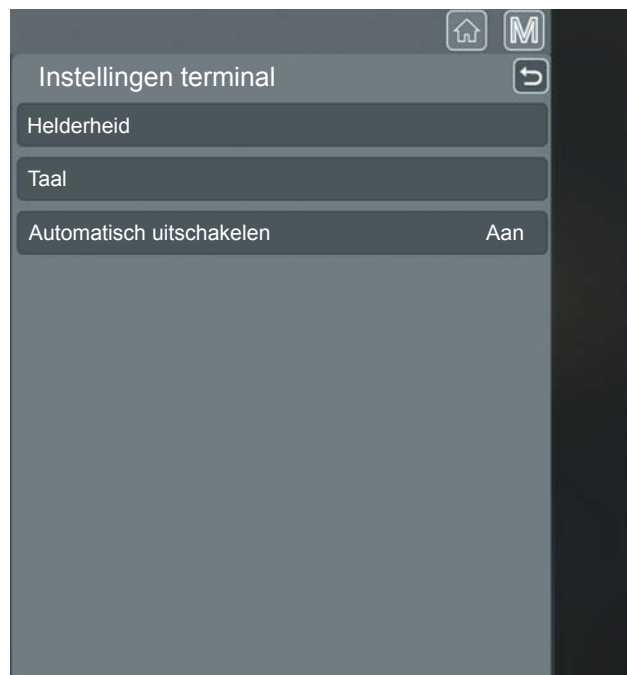 M
Instellingen terminal
Helderheid
Taal
Automatisch uitschakelen Aan